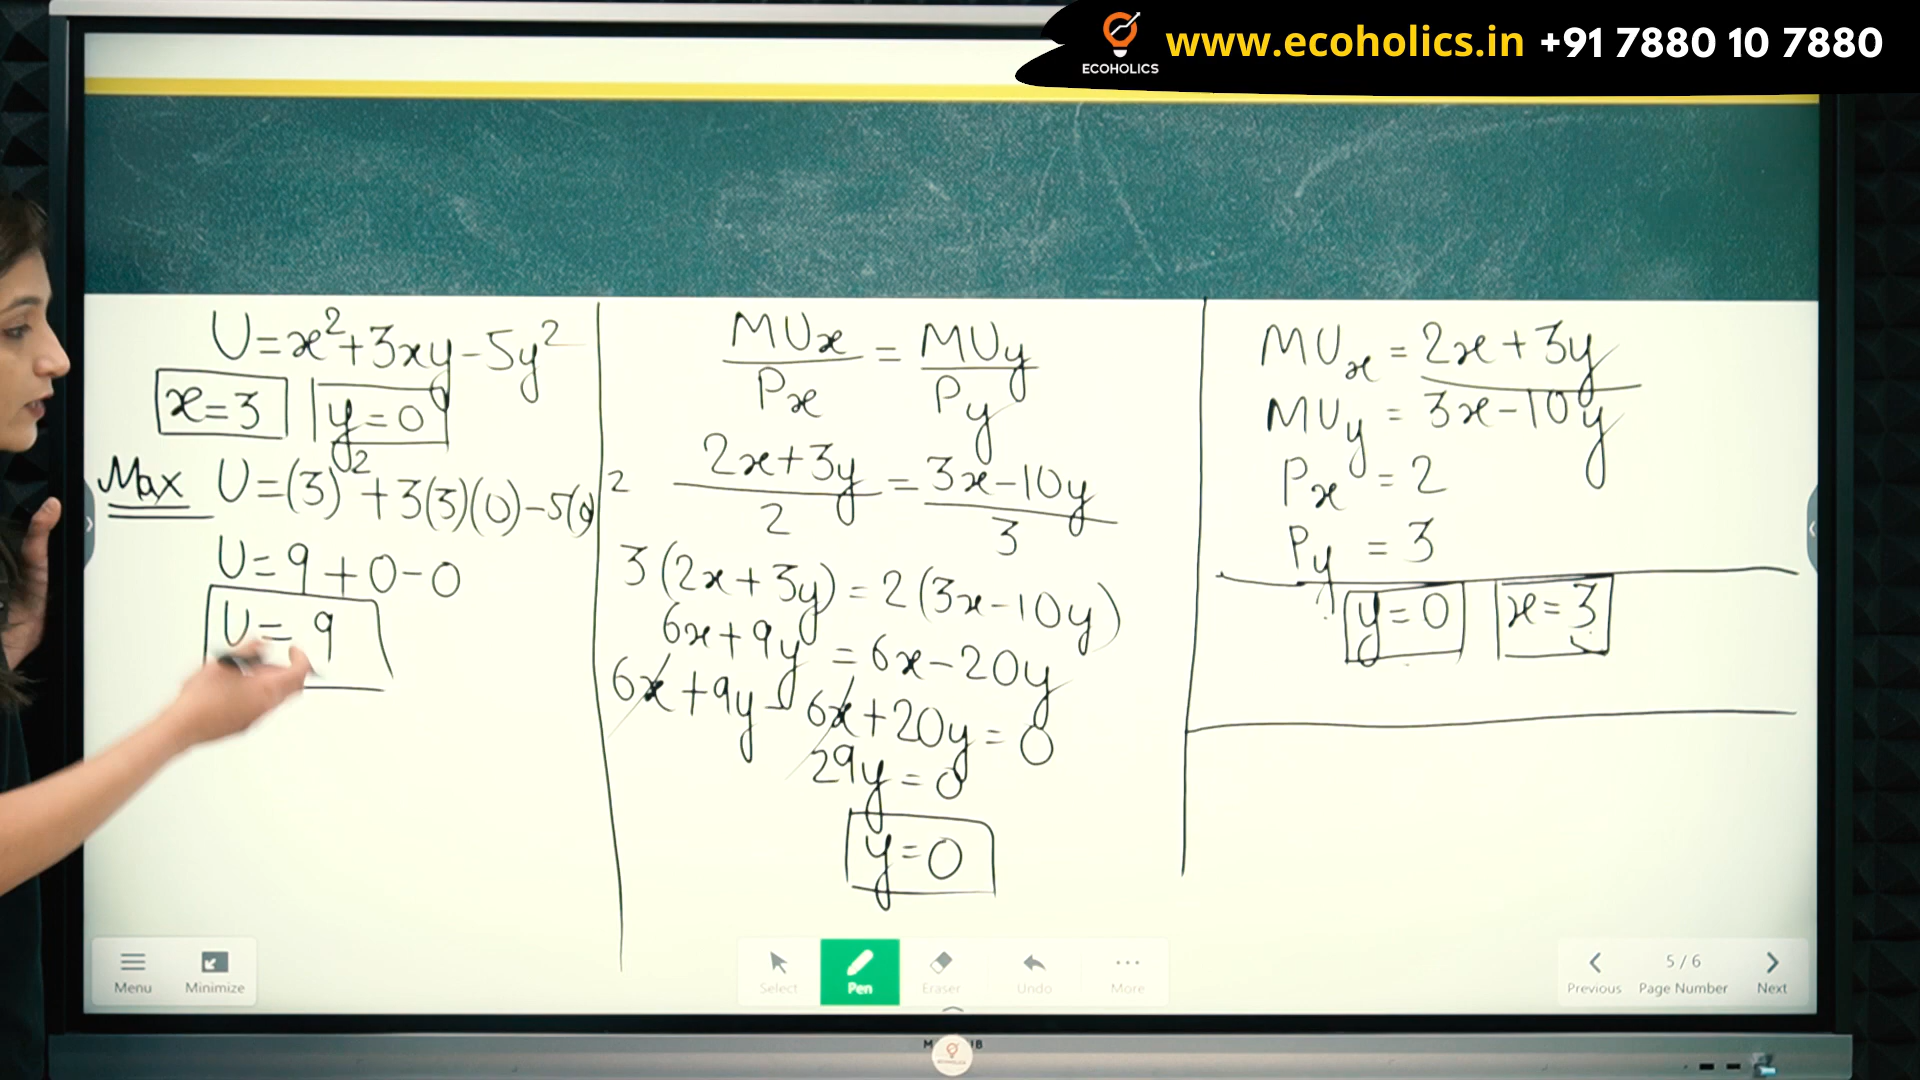 www.ecoholics.in +91 7880 10 7880
ECOHOLICS
U=x²+3xy-5y²
x=3 y=0
Max U=(3)²+3(3)(0)-5(0)²
U=9+0-0
U=9
MUx/Px = MUy/Py
2x+3y/2 = 3x-10y/3
3(2x+3y)=2(3x-10y)
6x+9y=6x-20y
6x+9y-6x+20y=0
29y=0
y=0
MUx=2x+3y
MUy=3x-10y
Px=2
Py=3
y=0 x=3
Menu Minimize
Select Pen Eraser Undo More
5 / 6
Previous Page Number Next